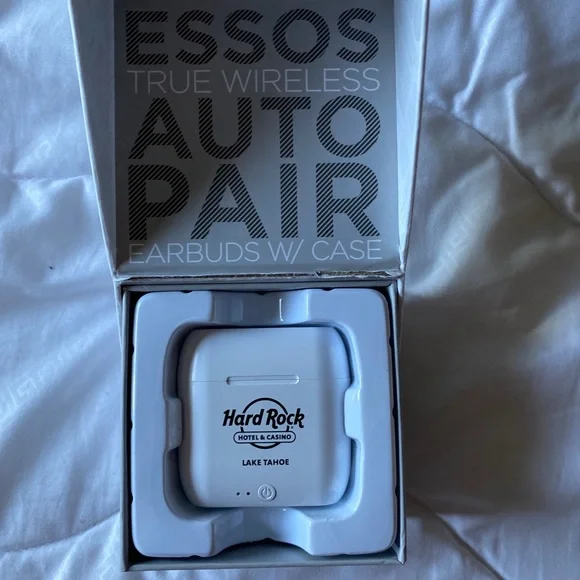 ESSOS
TRUE WIRELESS
AUTO
PAIR
EARBUDS W/ CASE
Hard Rock
HOTEL & CASINO
LAKE TAHOE